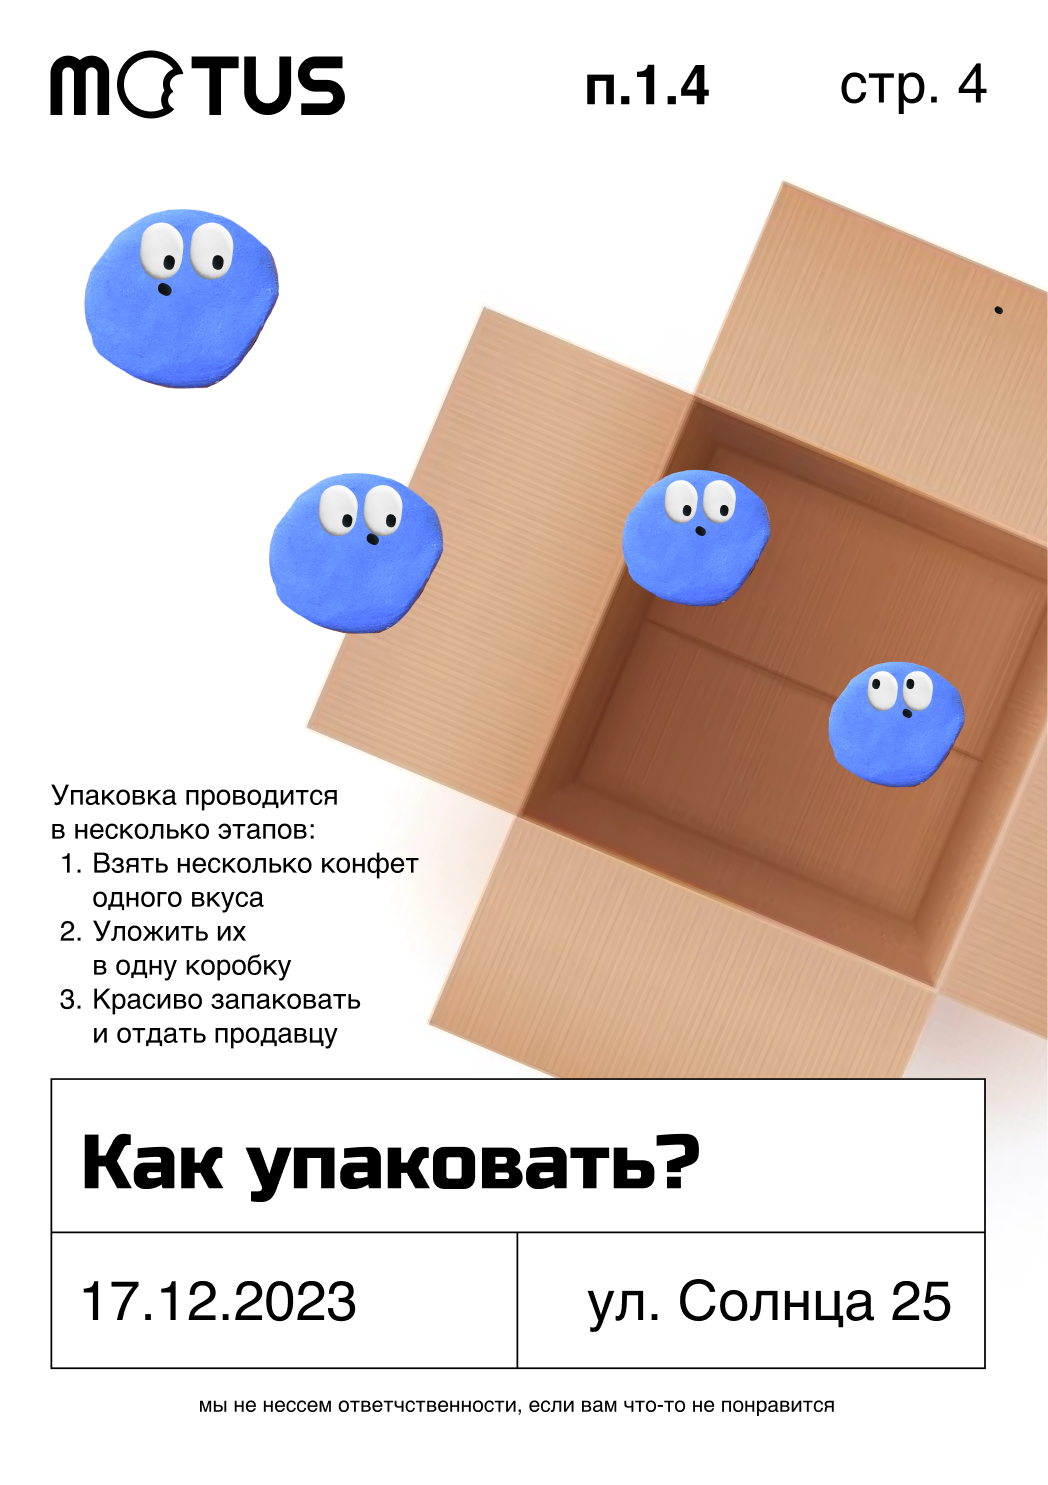 MOTUS
п.1.4
стр. 4
Упаковка проводится
в несколько этапов:
1. Взять несколько конфет
одного вкуса
2. Уложить их
в одну коробку
3. Красиво запаковать
и отдать продавцу
Как упаковать?
17.12.2023
ул. Солнца 25
мы не нессем ответчственности, если вам что-то не понравится